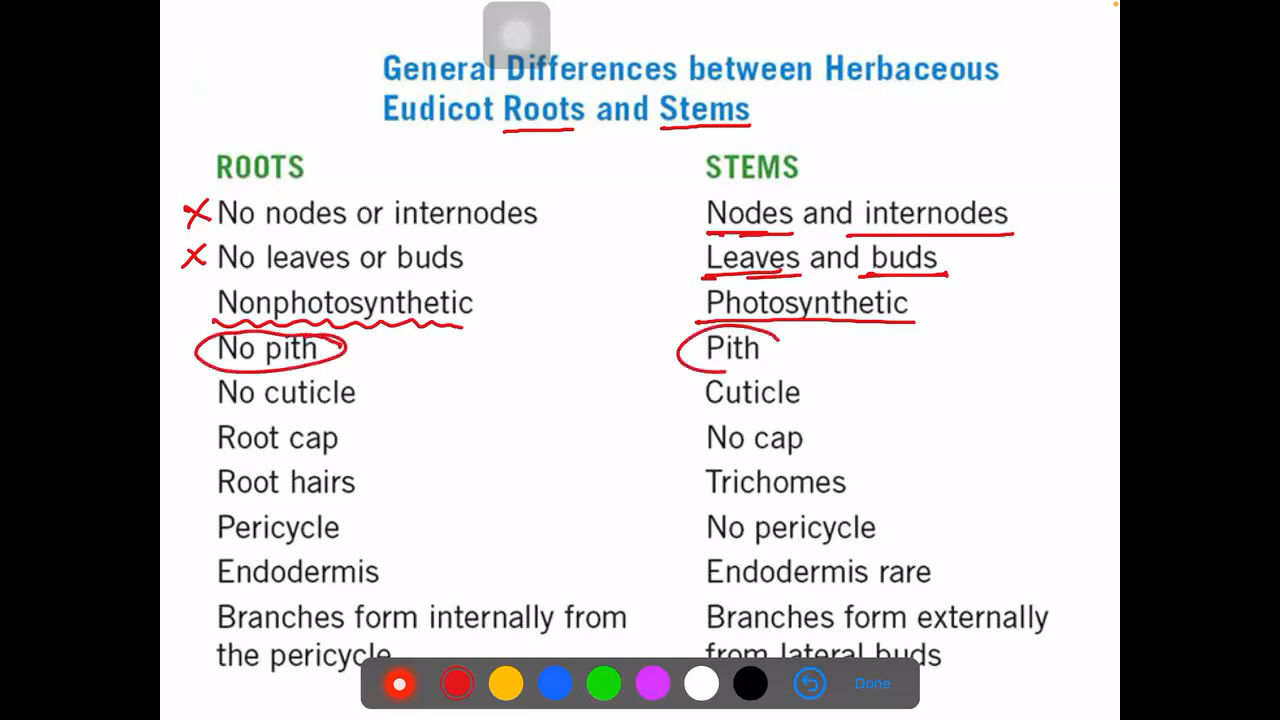 General Differences between Herbaceous
Eudicot Roots and Stems
ROOTS
No nodes or internodes
No leaves or buds
Nonphotosynthetic
No pith
No cuticle
Root cap
Root hairs
Pericycle
Endodermis
Branches form internally from
the pericycle
STEMS
Nodes and internodes
Leaves and buds
Photosynthetic
Pith
Cuticle
No cap
Trichomes
No pericycle
Endodermis rare
Branches form externally
from lateral buds
Done